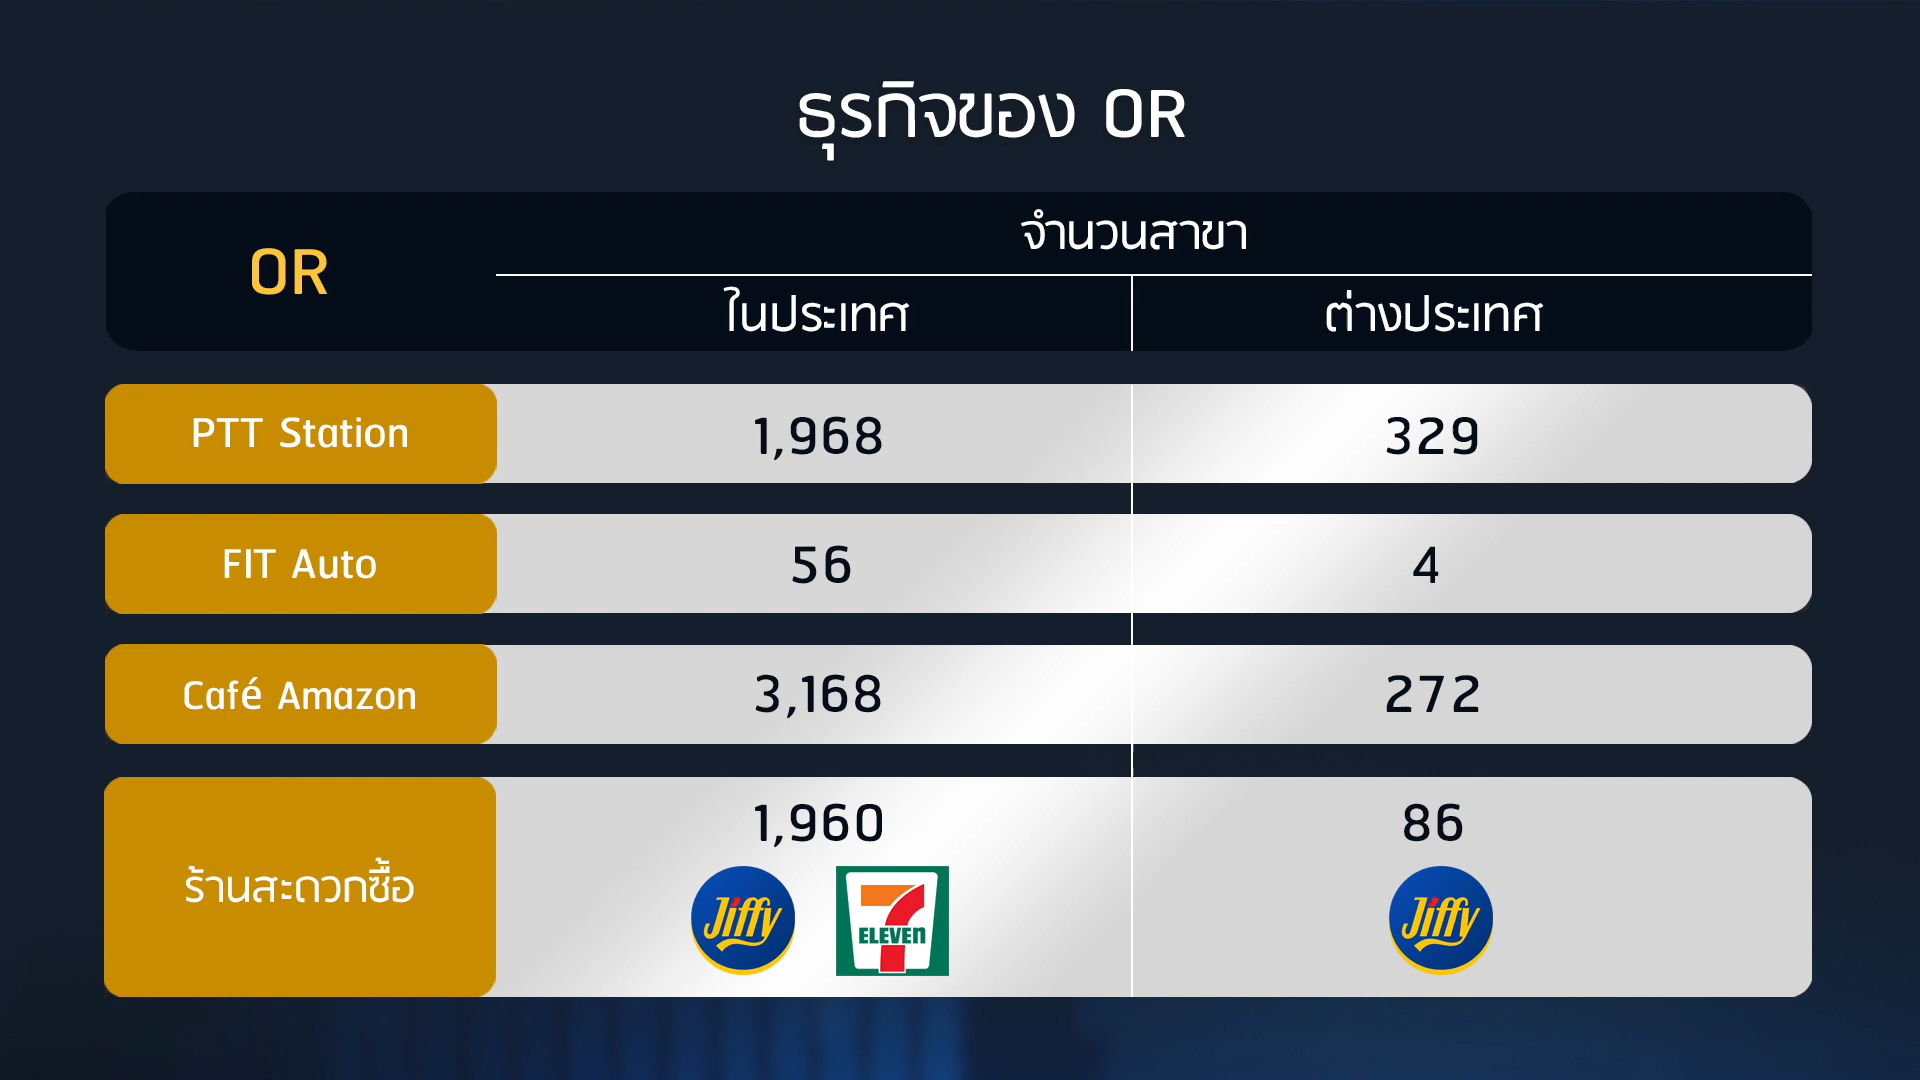 ธุรกิจของ OR
OR
จำนวนสาขา
ในประเทศ
ต่างประเทศ
PTT Station
1,968
329
FIT Auto
56
4
Café Amazon
3,168
272
ร้านสะดวกซื้อ
1,960
86
Jiffy
7
ELEVEN
Jiffy